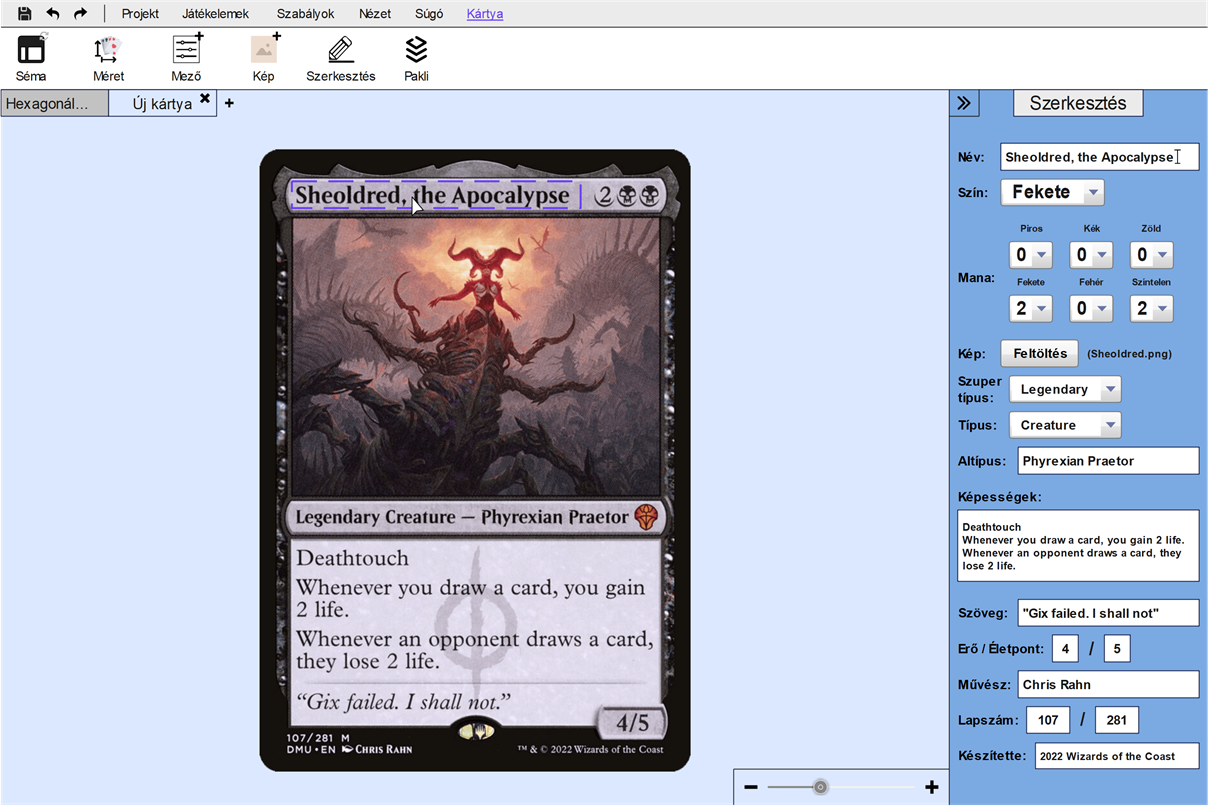 Projekt Játékelemek Szabályok Nézet Súgó Kártya
Séma Méret Mező Kép Szerkesztés Pakli
Hexagonál... Új kártya
Sheoldred, the Apocalypse 2
Legendary Creature — Phyrexian Praetor
Deathtouch
Whenever you draw a card, you gain
2 life.
Whenever an opponent draws a card,
they lose 2 life.
“Gix failed. I shall not.”
4/5
107/281 M
DMU • EN Chris Rahn
™ & © 2022 Wizards of the Coast
Szerkesztés
Név: Sheoldred, the Apocalypse
Szín: Fekete
Mana:
Piros Kék Zöld
0 0 0
Fekete Fehér Színtelen
2 0 2
Kép: Feltöltés (Sheoldred.png)
Szuper
típus: Legendary
Típus: Creature
Altípus: Phyrexian Praetor
Képességek:
Deathtouch
Whenever you draw a card, you gain 2 life.
Whenever an opponent draws a card, they
lose 2 life.
Szöveg: "Gix failed. I shall not"
Erő / Életpont: 4 / 5
Művész: Chris Rahn
Lapszám: 107 / 281
Készítette: 2022 Wizards of the Coast